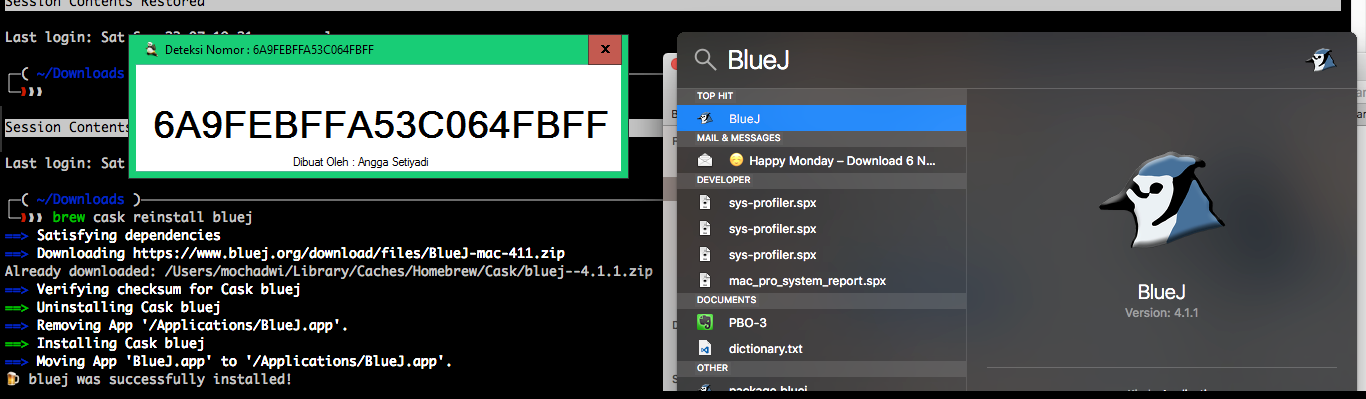 Session Contents Restored
Last login: Sat
( ~/Downloads
Session Contents
Last login: Sat
( ~/Downloads )
brew cask reinstall bluej
==> Satisfying dependencies
==> Downloading https://www.bluej.org/download/files/BlueJ-mac-411.zip
Already downloaded: /Users/mochadwi/Library/Caches/Homebrew/Cask/bluej--4.1.1.zip
==> Verifying checksum for Cask bluej
==> Uninstalling Cask bluej
==> Removing App '/Applications/BlueJ.app'.
==> Installing Cask bluej
==> Moving App 'BlueJ.app' to '/Applications/BlueJ.app'.
🍺 bluej was successfully installed!
Deteksi Nomor : 6A9FEBFFA53C064FBFF
6A9FEBFFA53C064FBFF
Dibuat Oleh : Angga Setiyadi
BlueJ
TOP HIT
BlueJ
MAIL & MESSAGES
😊 Happy Monday – Download 6 N...
DEVELOPER
sys-profiler.spx
sys-profiler.spx
sys-profiler.spx
mac_pro_system_report.spx
DOCUMENTS
PBO-3
dictionary.txt
OTHER
package.bluej
BlueJ
Version: 4.1.1